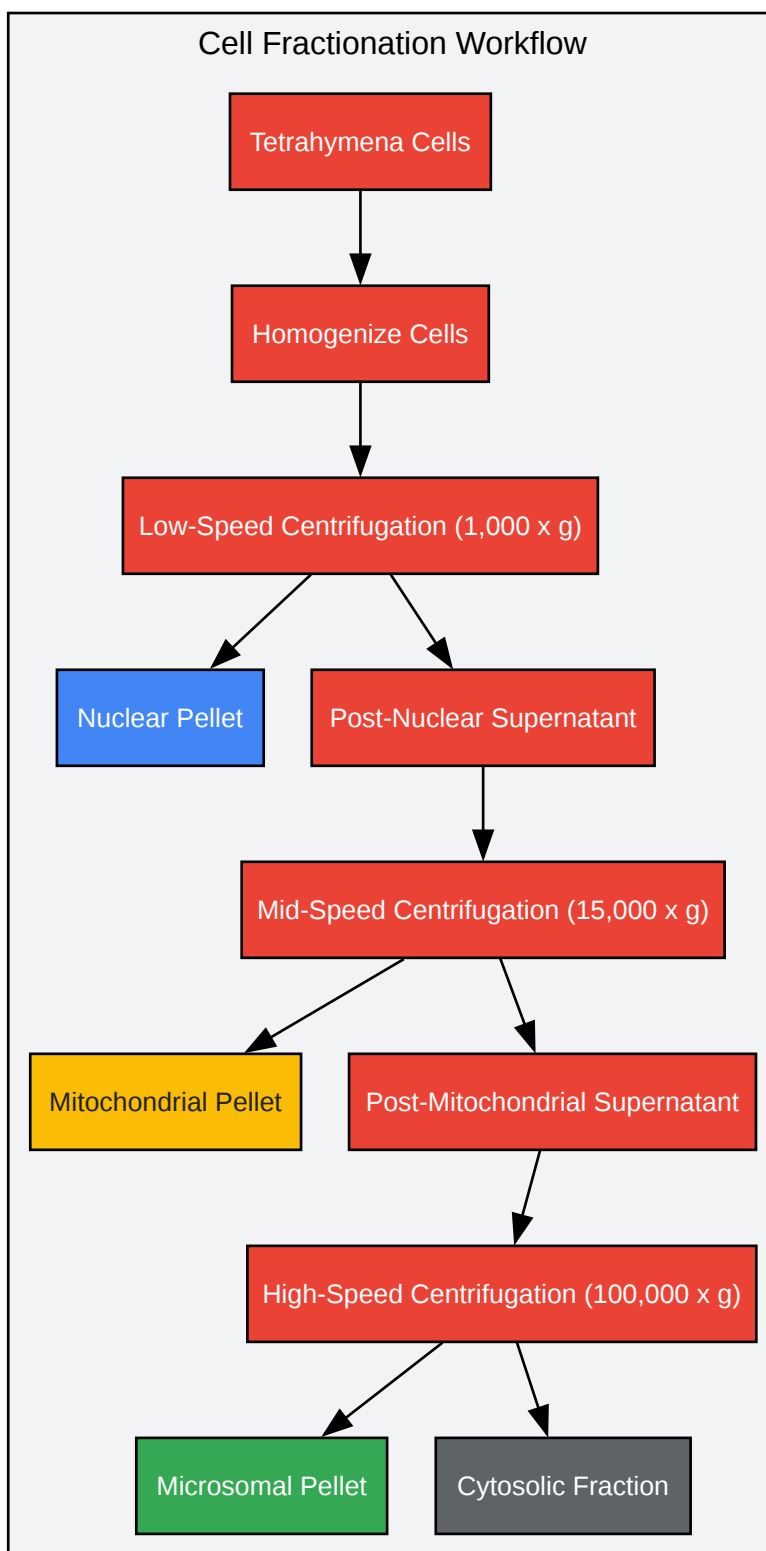 Cell Fractionation Workflow
Tetrahymena Cells
Homogenize Cells
Low-Speed Centrifugation (1,000 x g)
Nuclear Pellet
Post-Nuclear Supernatant
Mid-Speed Centrifugation (15,000 x g)
Mitochondrial Pellet
Post-Mitochondrial Supernatant
High-Speed Centrifugation (100,000 x g)
Microsomal Pellet
Cytosolic Fraction